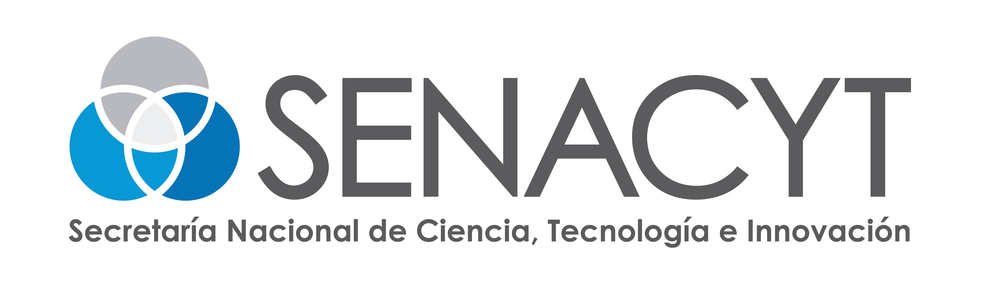 SENACYT
Secretaría Nacional de Ciencia, Tecnología e Innovación